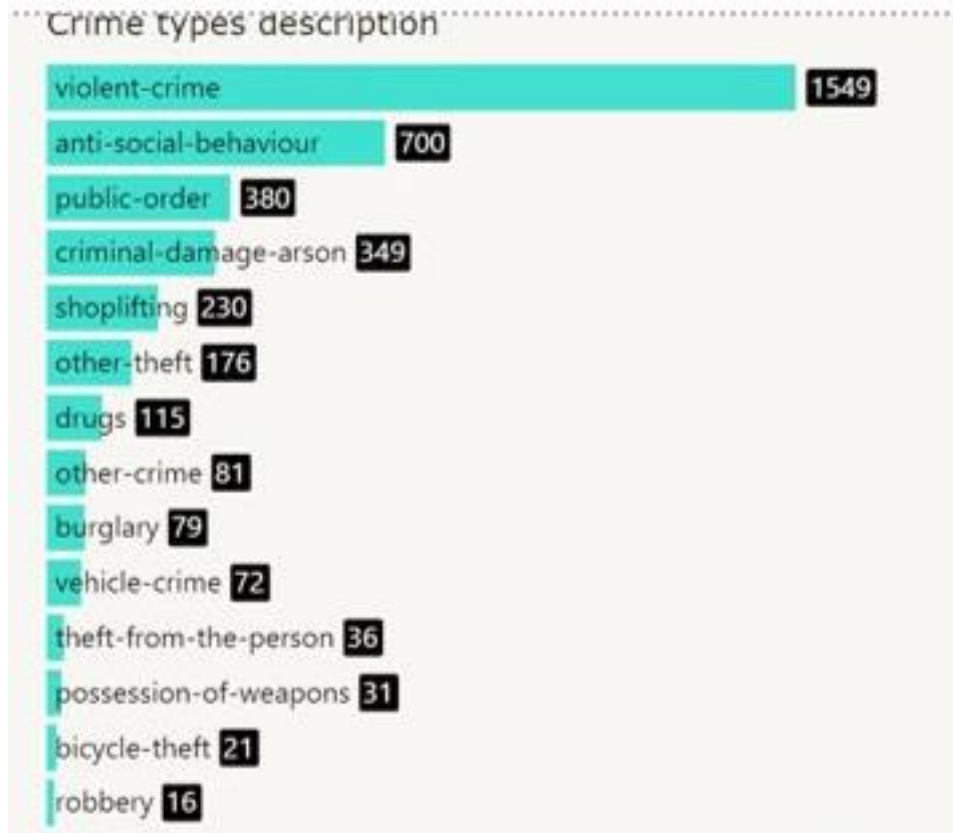 Crime types description
violent-crime 1549
anti-social-behaviour 700
public-order 380
criminal-damage-arson 349
shoplifting 230
other-theft 176
drugs 115
other-crime 81
burglary 79
vehicle-crime 72
theft-from-the-person 36
possession-of-weapons 31
bicycle-theft 21
robbery 16